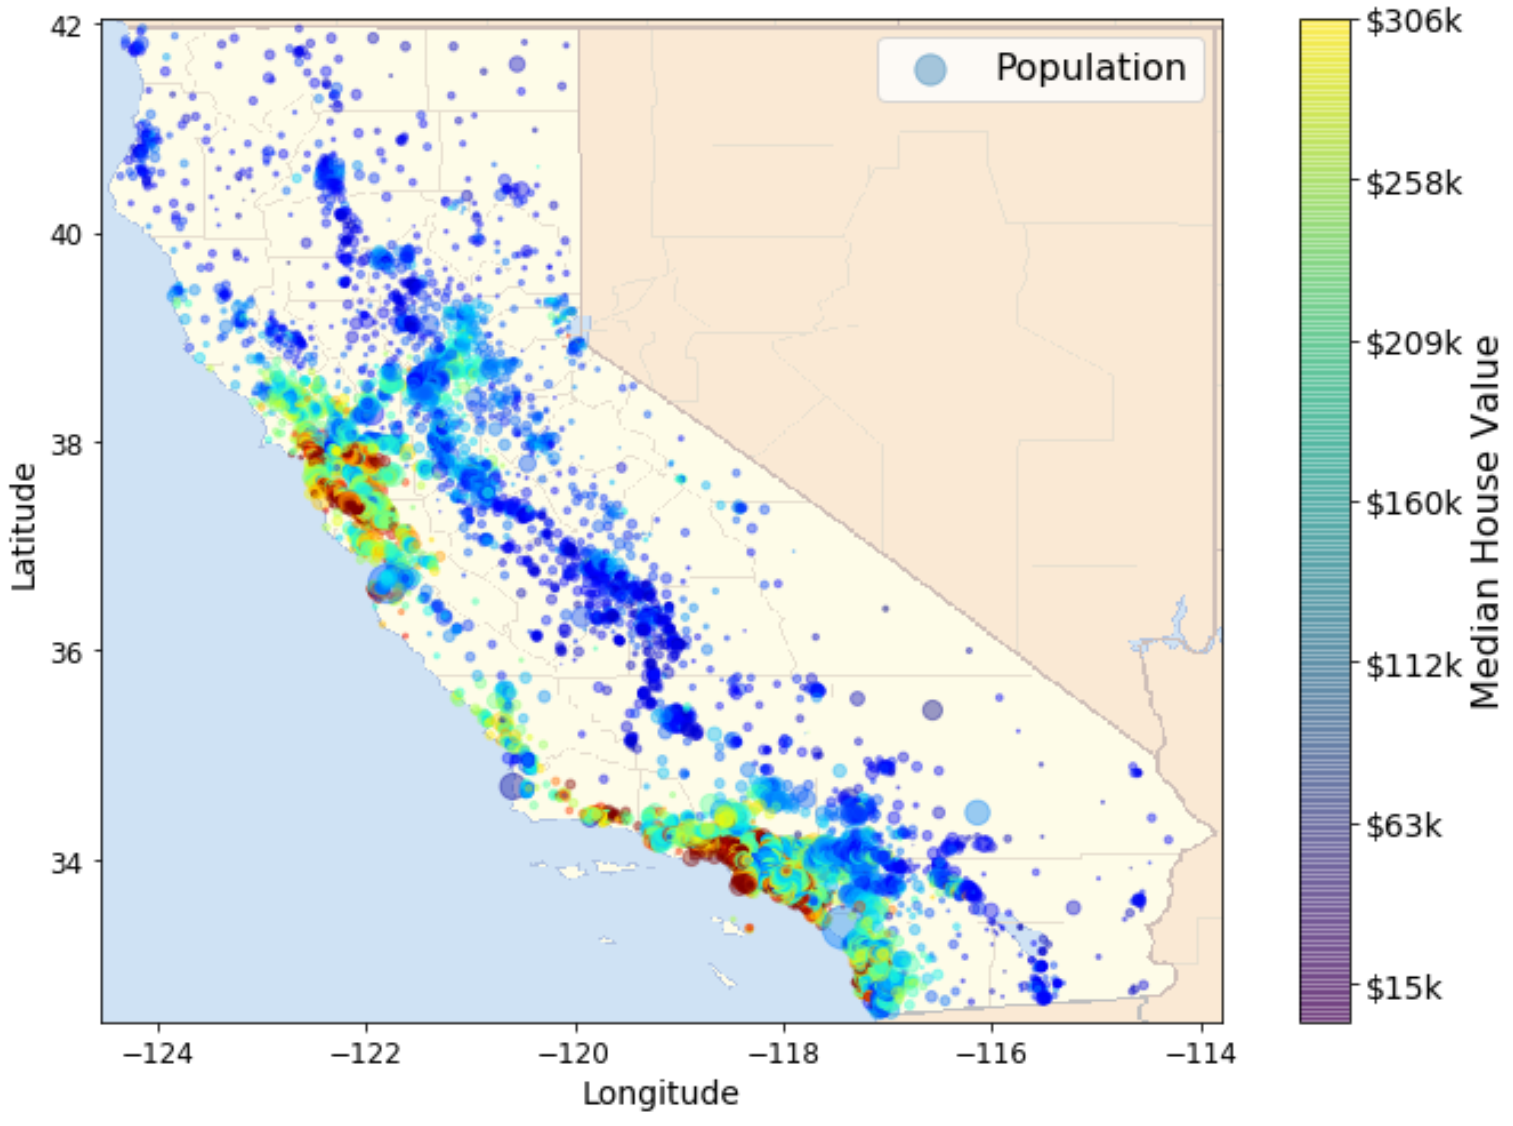 42
40
38
36
34
Latitude
−124
−122
−120
−118
−116
−114
Longitude
Population
$306k
$258k
$209k
$160k
$112k
$63k
$15k
Median House Value